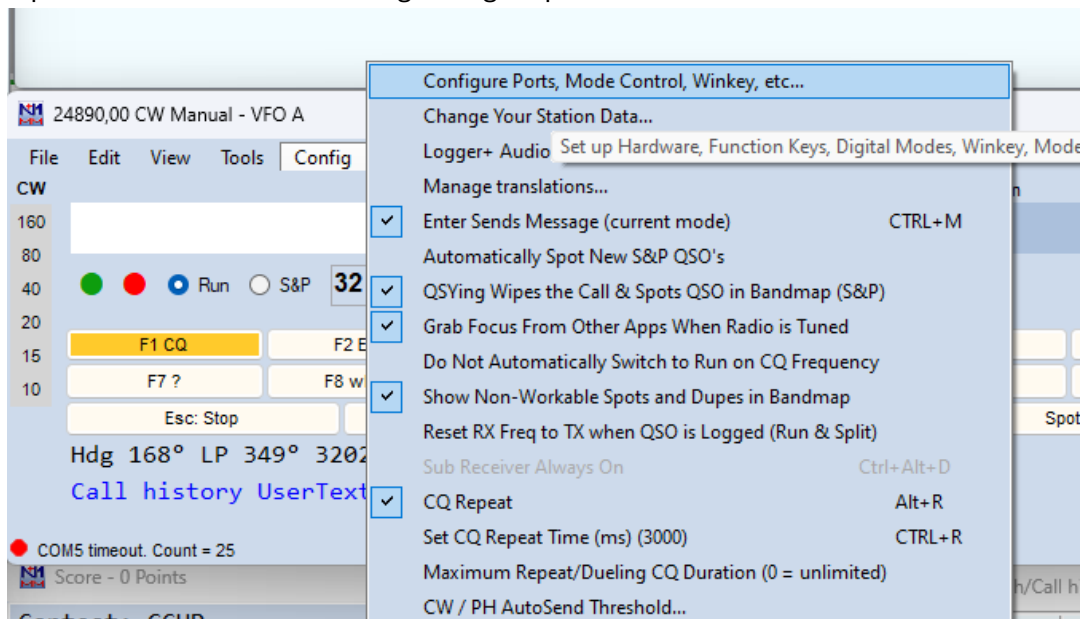 24890,00 CW Manual - VFO A
File Edit View Tools Config
CW
160
80
40
20
15
10
Run S&P 32
F1 CQ F2 E
F7 ? F8 w
Esc: Stop Spot
Hdg 168° LP 349° 3202
Call history UserText
COM5 timeout. Count = 25
Score - 0 Points
h/Call h
Configure Ports, Mode Control, Winkey, etc...
Change Your Station Data...
Logger+ Audio
Set up Hardware, Function Keys, Digital Modes, Winkey, Mode
Manage translations...
Enter Sends Message (current mode) CTRL+M
Automatically Spot New S&P QSO's
QSYing Wipes the Call & Spots QSO in Bandmap (S&P)
Grab Focus From Other Apps When Radio is Tuned
Do Not Automatically Switch to Run on CQ Frequency
Show Non-Workable Spots and Dupes in Bandmap
Reset RX Freq to TX when QSO is Logged (Run & Split)
Sub Receiver Always On Ctrl+Alt+D
CQ Repeat Alt+R
Set CQ Repeat Time (ms) (3000) CTRL+R
Maximum Repeat/Dueling CQ Duration (0 = unlimited)
CW / PH AutoSend Threshold...